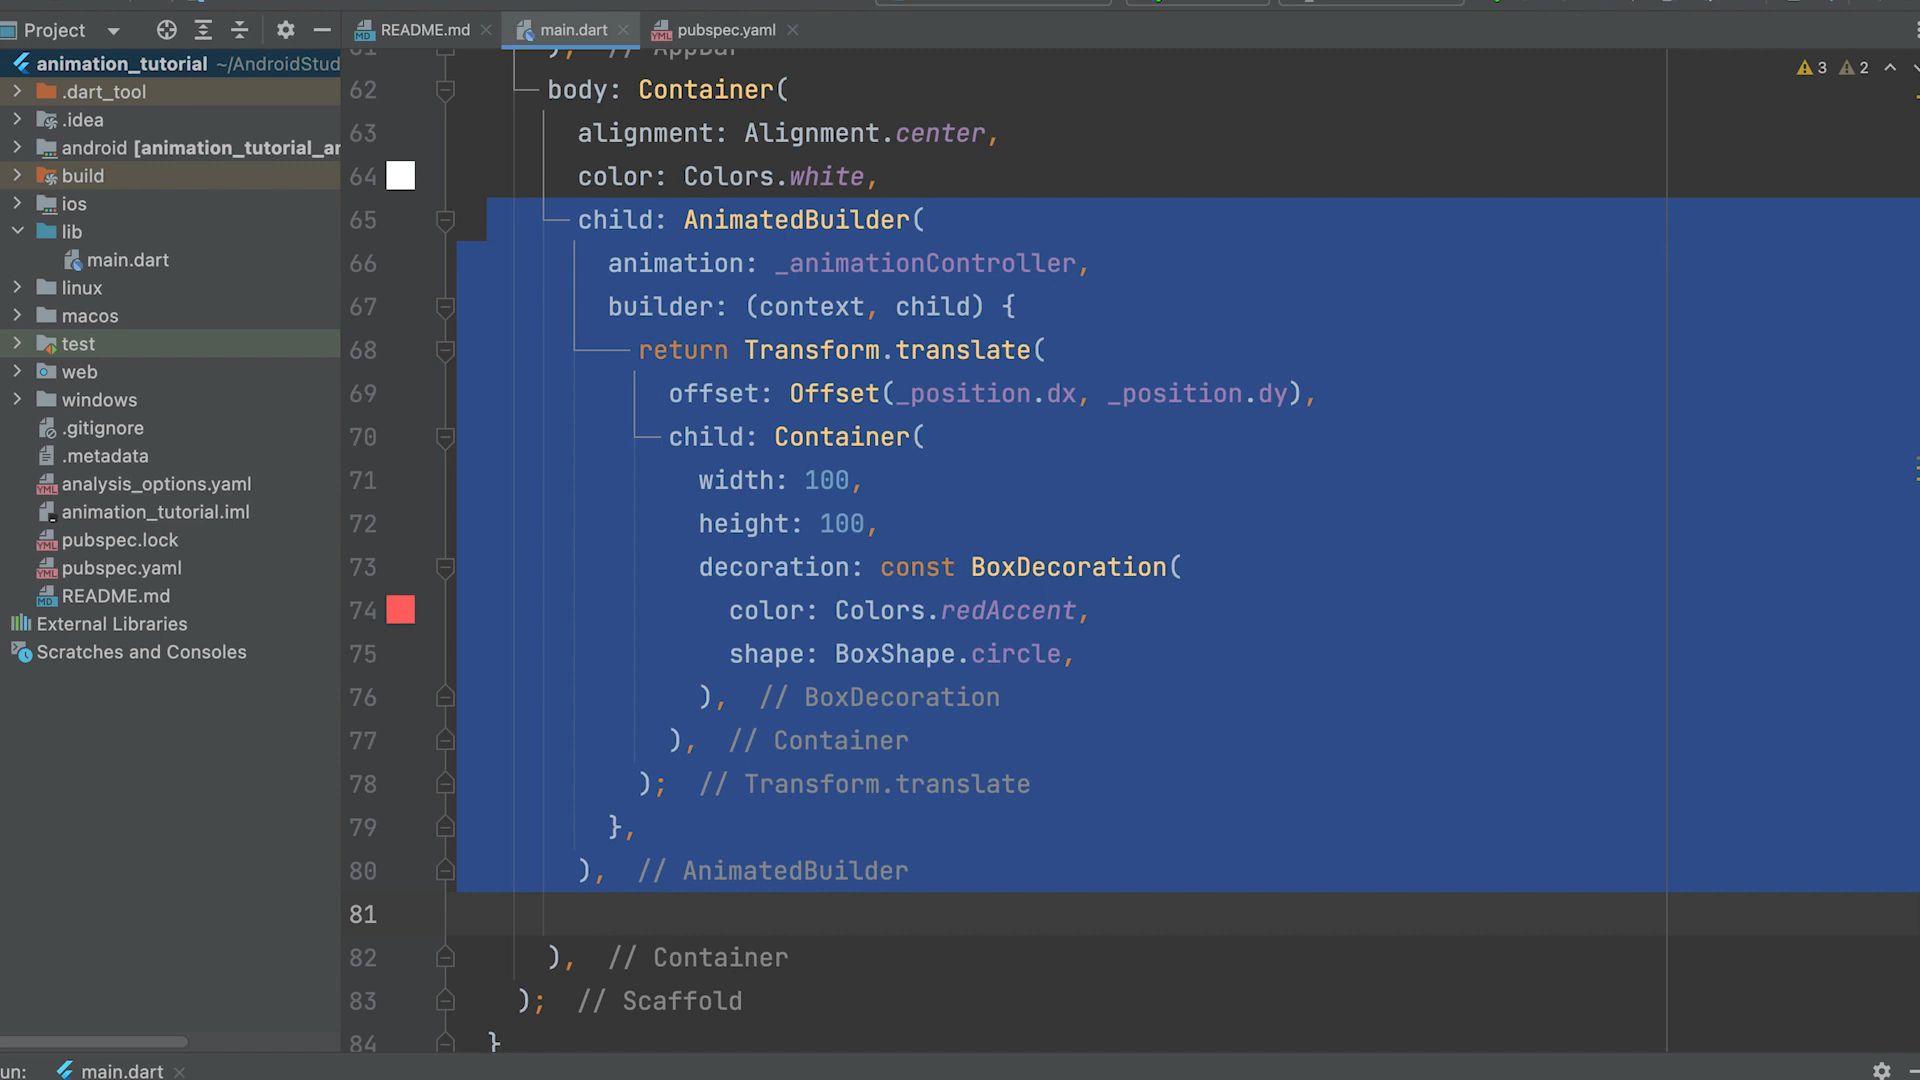 Project
README.md
main.dart
pubspec.yaml
animation_tutorial ~/AndroidStud
.dart_tool
.idea
android [animation_tutorial_ar
build
ios
lib
main.dart
linux
macos
test
web
windows
.gitignore
.metadata
analysis_options.yaml
animation_tutorial.iml
pubspec.lock
pubspec.yaml
README.md
External Libraries
Scratches and Consoles
3 2
61 ), // AppBar
62 body: Container(
63 alignment: Alignment.center,
64 color: Colors.white,
65 child: AnimatedBuilder(
66 animation: _animationController,
67 builder: (context, child) {
68 return Transform.translate(
69 offset: Offset(_position.dx, _position.dy),
70 child: Container(
71 width: 100,
72 height: 100,
73 decoration: const BoxDecoration(
74 color: Colors.redAccent,
75 shape: BoxShape.circle,
76 ), // BoxDecoration
77 ), // Container
78 ); // Transform.translate
79 },
80 ), // AnimatedBuilder
81
82 ), // Container
83 ); // Scaffold
84 }
un: main.dart